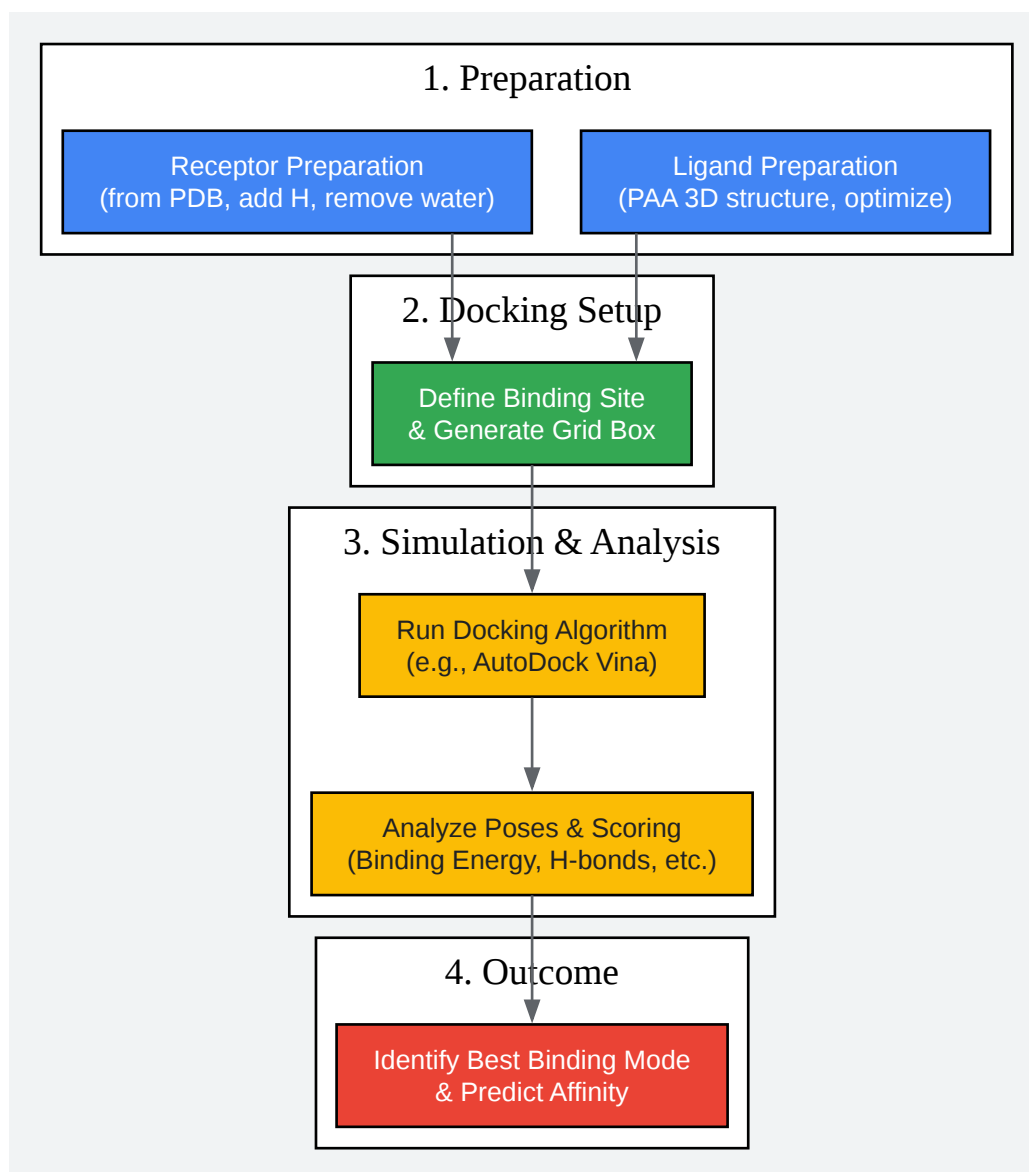 1. Preparation
Receptor Preparation
(from PDB, add H, remove water)
Ligand Preparation
(PAA 3D structure, optimize)
2. Docking Setup
Define Binding Site
& Generate Grid Box
3. Simulation & Analysis
Run Docking Algorithm
(e.g., AutoDock Vina)
Analyze Poses & Scoring
(Binding Energy, H-bonds, etc.)
4. Outcome
Identify Best Binding Mode
& Predict Affinity